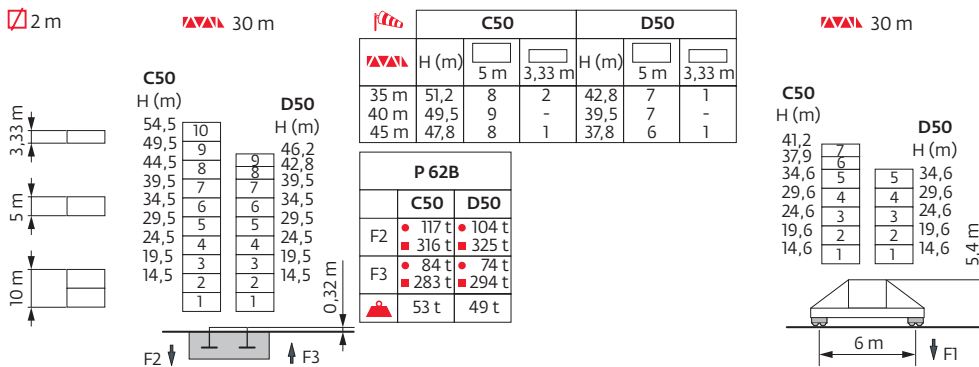 2 m
30 m
C50
H (m)
54,5
49,5
44,5
39,5
34,5
29,5
24,5
19,5
14,5
10
9
8
7
6
5
4
3
2
1
D50
H (m)
46,2
42,8
39,5
34,5
29,5
24,5
19,5
14,5
9
8
7
6
5
4
3
2
1
3,33 m
5 m
10 m
0,32 m
F2
F3
C50 D50
H (m) 5 m 3,33 m H (m) 5 m 3,33 m
35 m 51,2 8 2 42,8 7 1
40 m 49,5 9 - 39,5 7 -
45 m 47,8 8 1 37,8 6 1
P 62B
C50 D50
F2 117 t 104 t
316 t 325 t
F3 84 t 74 t
283 t 294 t
53 t 49 t
30 m
C50
H (m)
41,2
37,9
34,6
29,6
24,6
19,6
14,6
7
6
5
4
3
2
1
D50
H (m)
34,6
29,6
24,6
19,6
14,6
5
4
3
2
1
5,4 m
6 m
F1